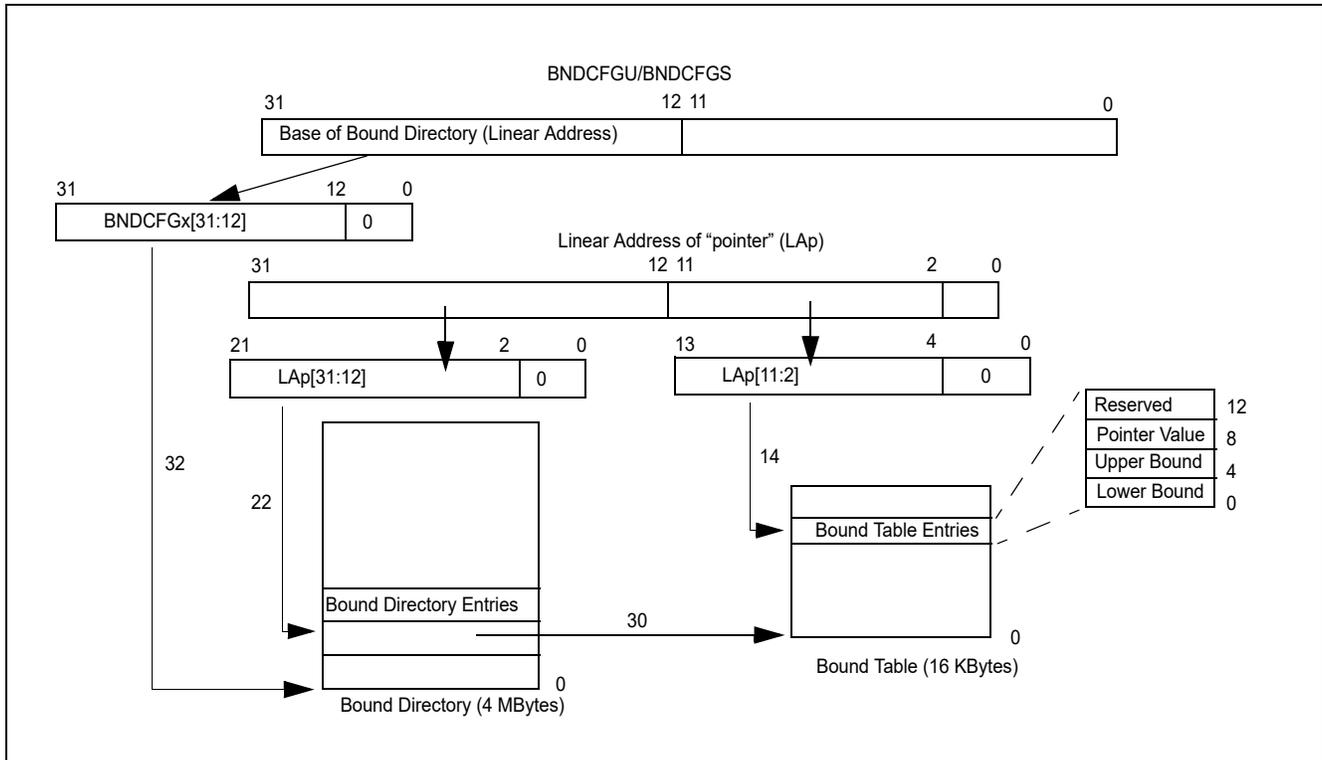 BNDCFGU/BNDCFGS
31 12 11 0
Base of Bound Directory (Linear Address)
31 12 0
BNDCFGx[31:12] 0
Linear Address of “pointer” (LAp)
31 12 11 2 0
21 2 0
LAp[31:12] 0
13 4 0
LAp[11:2] 0
Reserved 12
Pointer Value 8
Upper Bound 4
Lower Bound 0
32
22
14
Bound Table Entries
Bound Directory Entries
30
0
Bound Table (16 KBytes)
0
Bound Directory (4 MBytes)